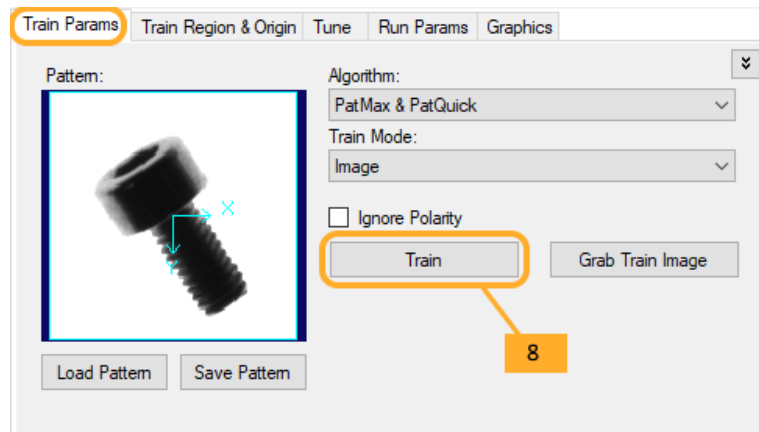 Train Params Train Region & Origin Tune Run Params Graphics
Pattern:
Algorithm:
PatMax & PatQuick
Train Mode:
Image
X
Y
Ignore Polarity
Train
Grab Train Image
8
Load Pattern
Save Pattern